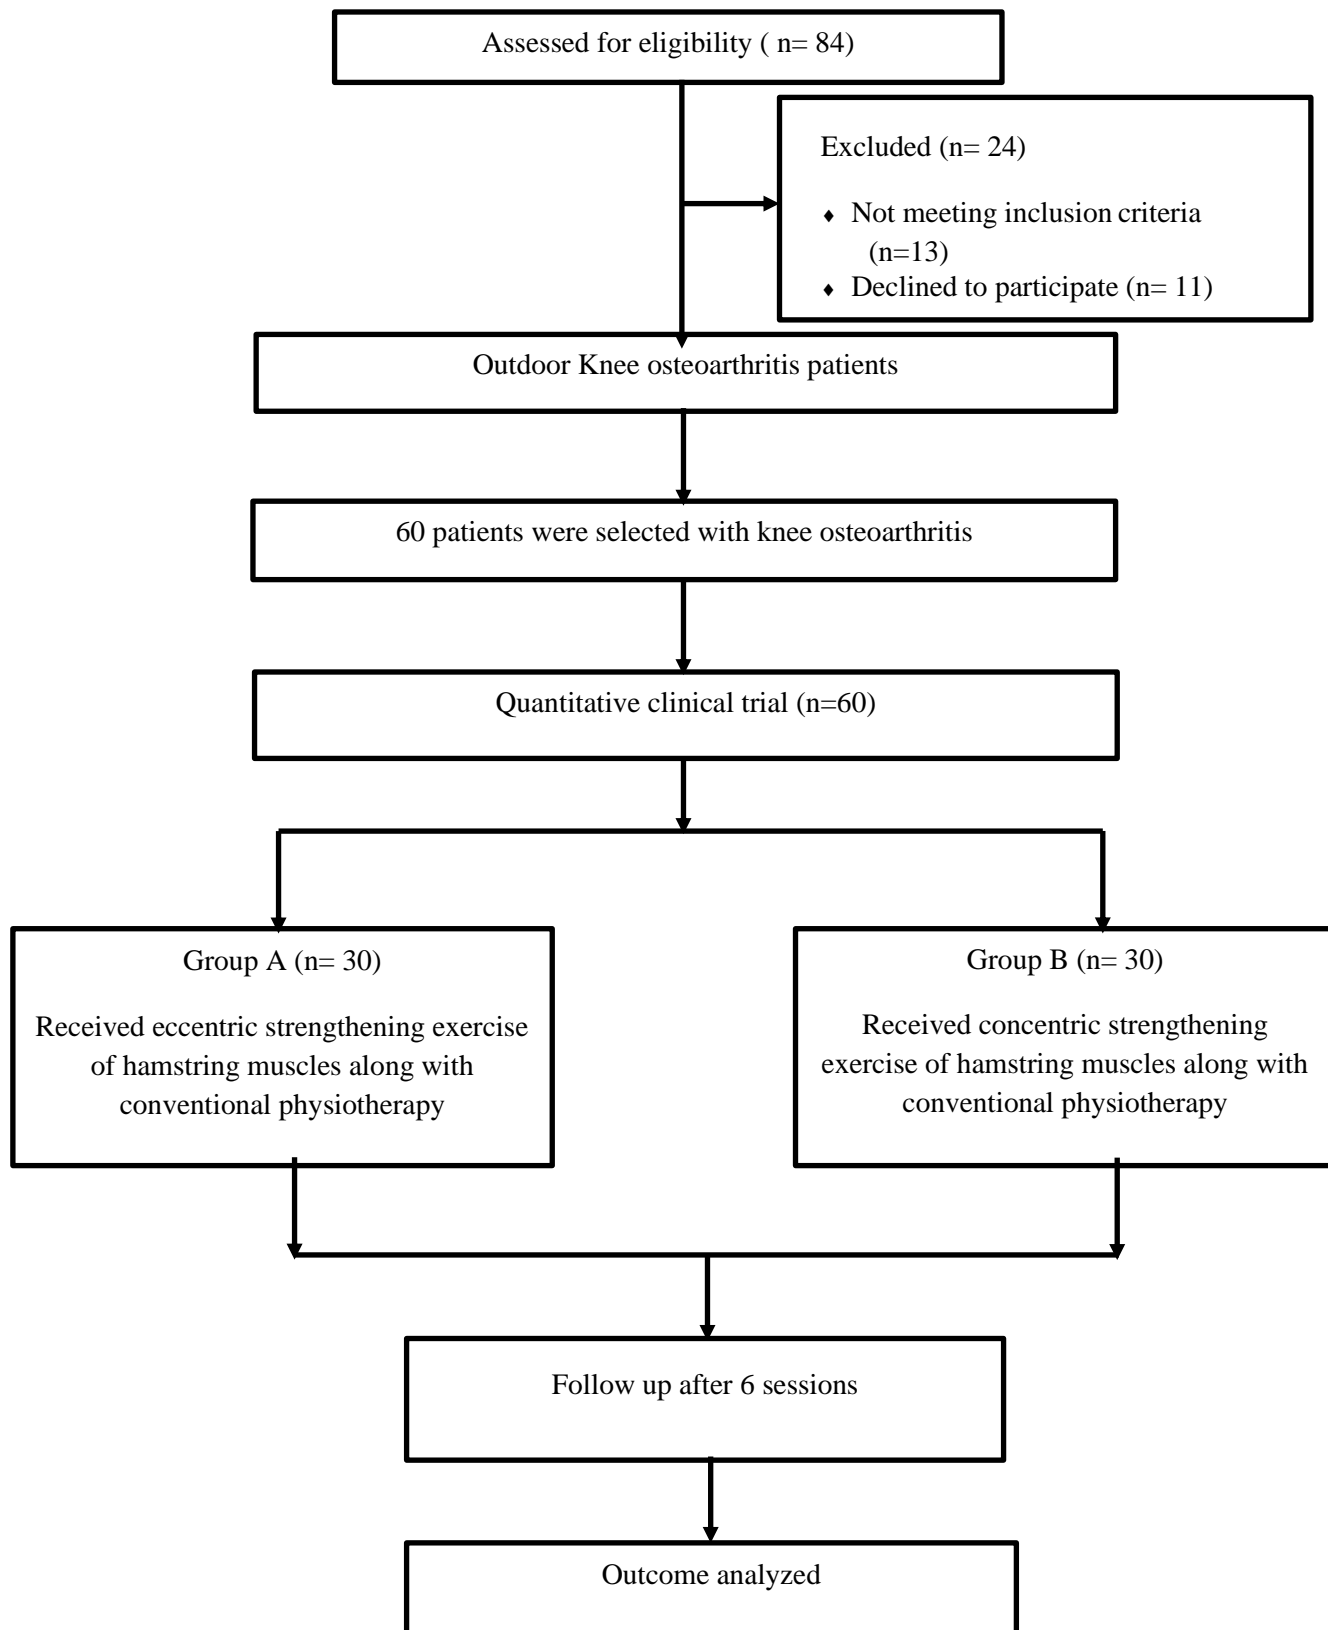 Assessed for eligibility ( n= 84)
Excluded (n= 24)
♦ Not meeting inclusion criteria
(n=13)
♦ Declined to participate (n= 11)
Outdoor Knee osteoarthritis patients
60 patients were selected with knee osteoarthritis
Quantitative clinical trial (n=60)
Group A (n= 30)
Received eccentric strengthening exercise
of hamstring muscles along with
conventional physiotherapy
Group B (n= 30)
Received concentric strengthening
exercise of hamstring muscles along with
conventional physiotherapy
Follow up after 6 sessions
Outcome analyzed